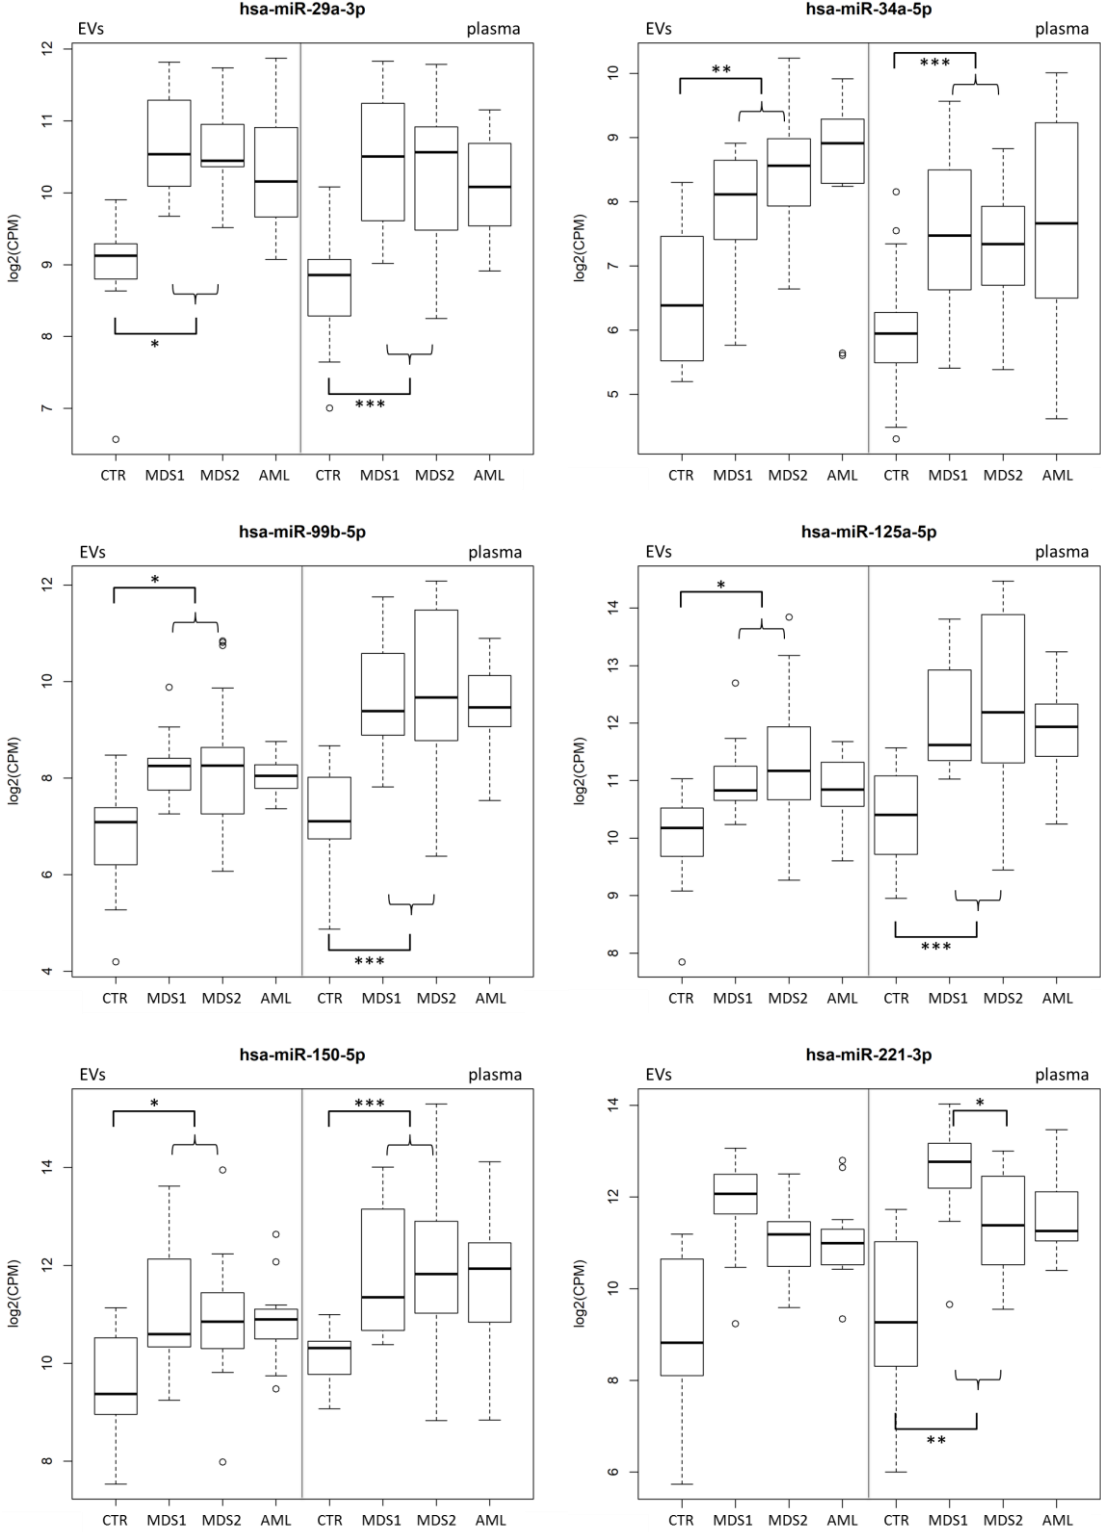 hsa-miR-29a-3p
EVs plasma
log2(CPM)
12
11
10
9
8
7
*
***
CTR MDS1 MDS2 AML CTR MDS1 MDS2 AML
hsa-miR-34a-5p
EVs plasma
log2(CPM)
10
9
8
7
6
5
**
***
CTR MDS1 MDS2 AML CTR MDS1 MDS2 AML
hsa-miR-99b-5p
EVs plasma
log2(CPM)
12
10
8
6
4
*
***
CTR MDS1 MDS2 AML CTR MDS1 MDS2 AML
hsa-miR-125a-5p
EVs plasma
log2(CPM)
14
13
12
11
10
9
8
*
***
CTR MDS1 MDS2 AML CTR MDS1 MDS2 AML
hsa-miR-150-5p
EVs plasma
log2(CPM)
14
12
10
8
*
***
CTR MDS1 MDS2 AML CTR MDS1 MDS2 AML
hsa-miR-221-3p
EVs plasma
log2(CPM)
14
12
10
8
6
*
**
CTR MDS1 MDS2 AML CTR MDS1 MDS2 AML